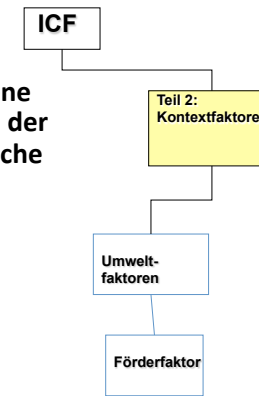 ICF
ne
der
che
Teil 2:
Kontextfaktore
Umwelt-
faktoren
Förderfaktor